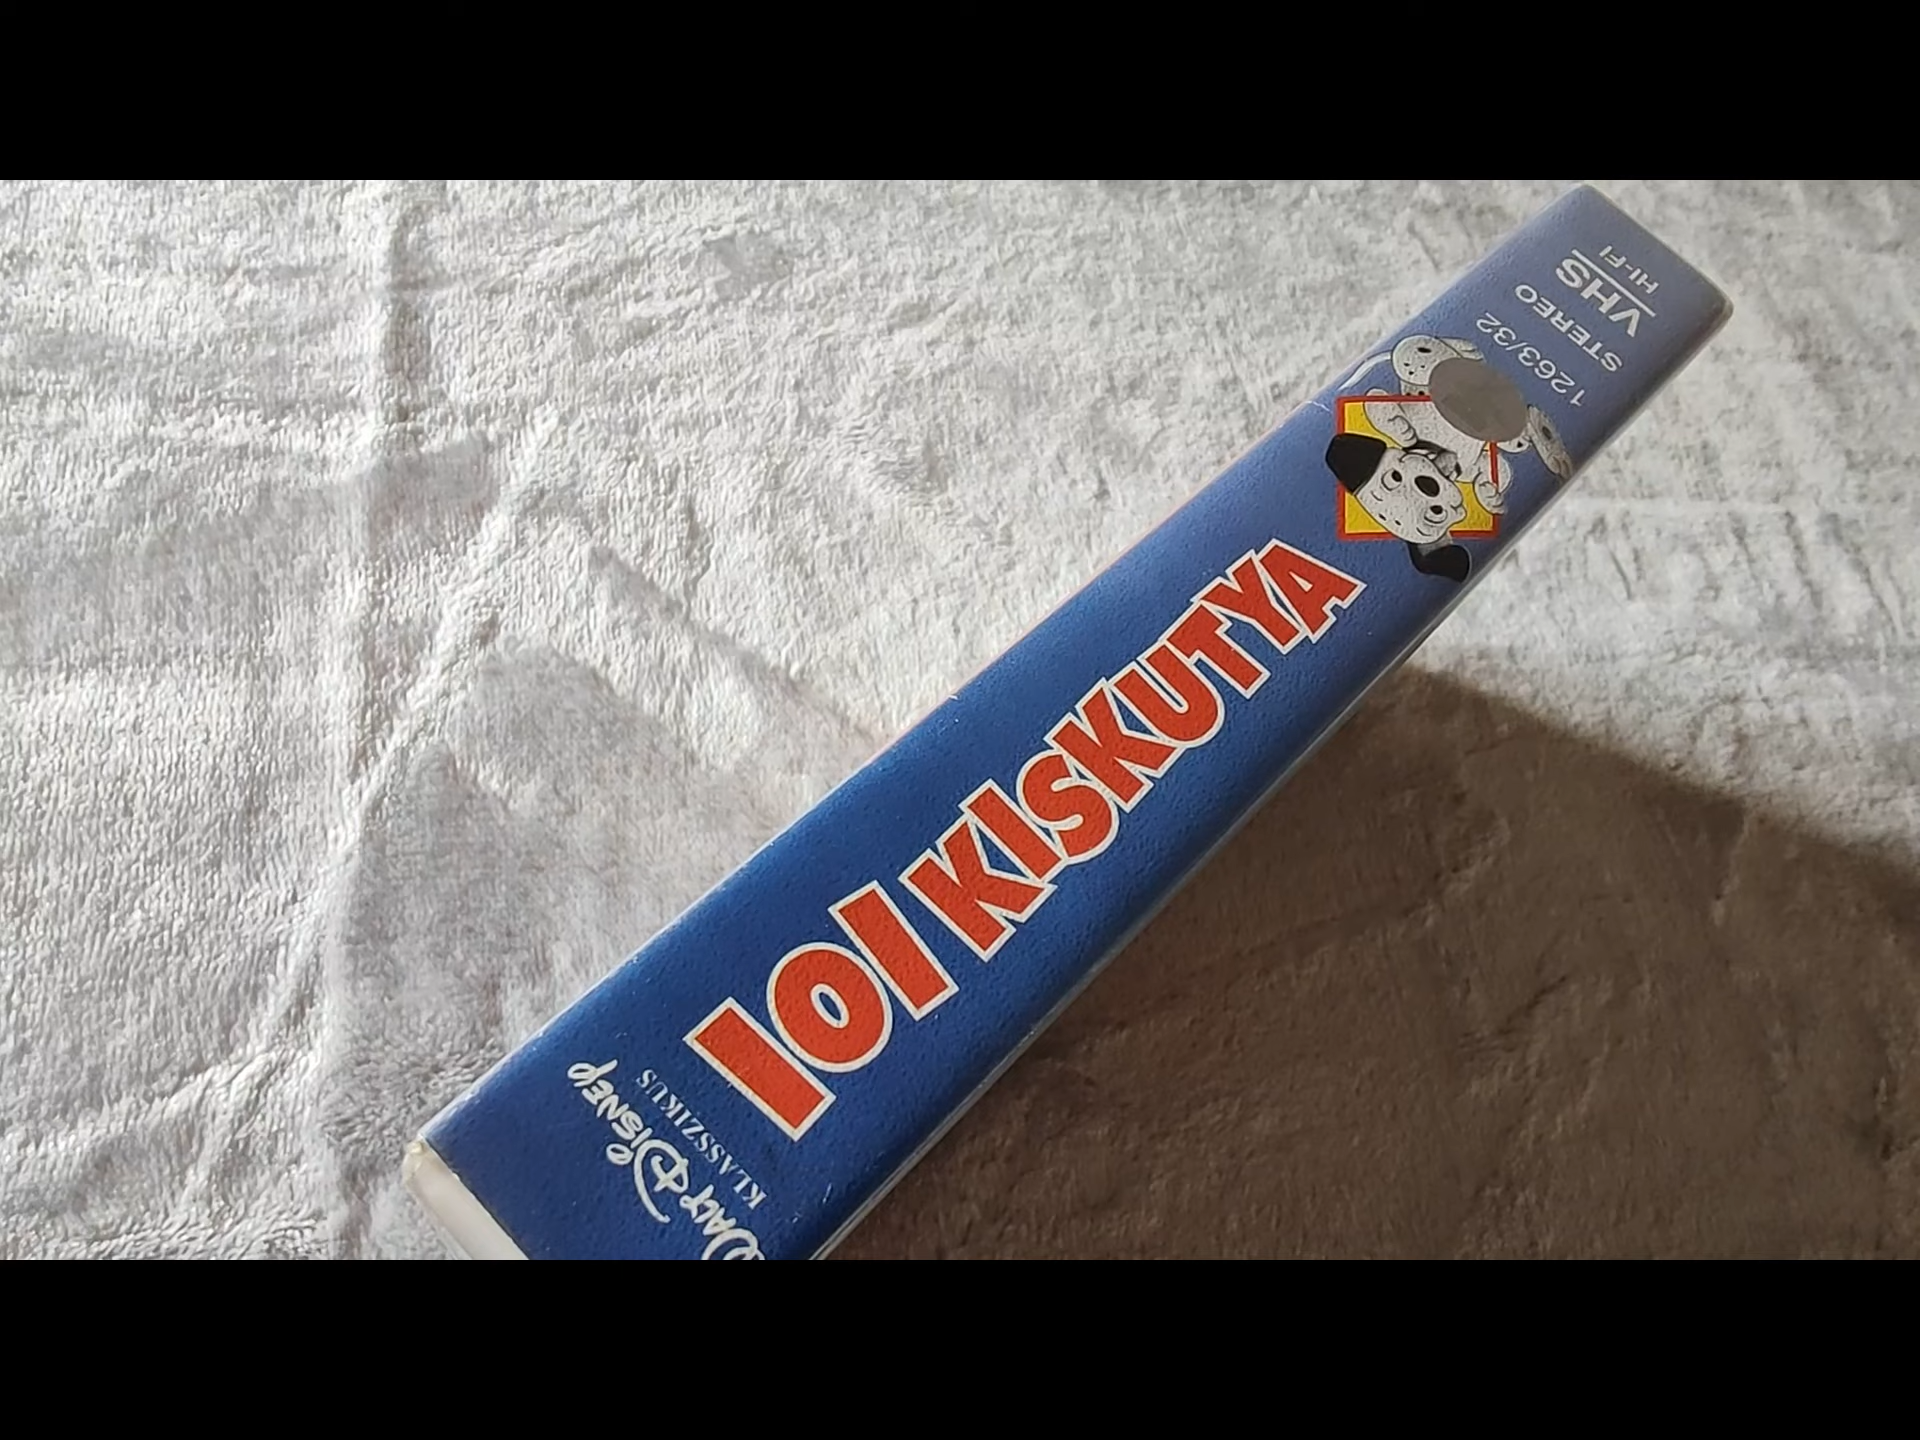 WALT DISNEY
KLASSZIKUS
101 KISKUTYA
1263/32
STEREO
VHS
HI-FI